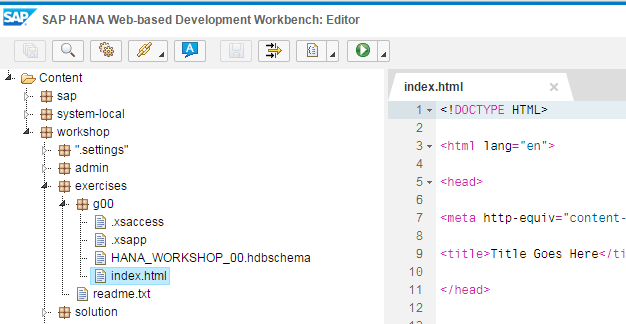 SAP SAP HANA Web-based Development Workbench: Editor
Content
sap
system-local
workshop
".settings"
admin
exercises
g00
.xsaccess
.xsapp
HANA_WORKSHOP_00.hdbschema
index.html
readme.txt
solution
index.html
1 <!DOCTYPE HTML>
2
3 <html lang="en">
4
5 <head>
6
7 <meta http-equiv="content-
8
9 <title>Title Goes Here</ti
10
11 </head>
12